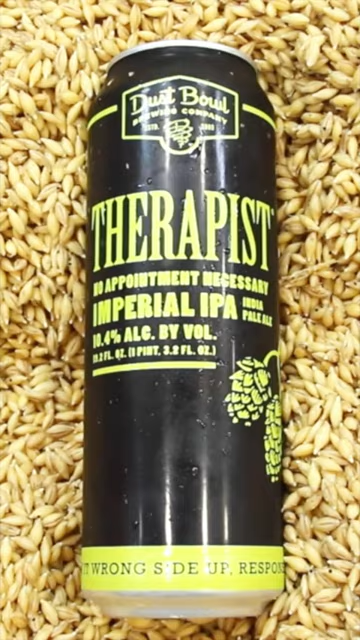 Dust Bowl
BREWING COMPANY
ESTD.
THERAPIST
NO APPOINTMENT NECESSARY
IMPERIAL IPA INDIA PALE ALE
10.4% ALC. BY VOL.
19.2 FL. OZ. (1 PINT, 3.2 FL. OZ.)
WRONG SIDE UP, RESPON